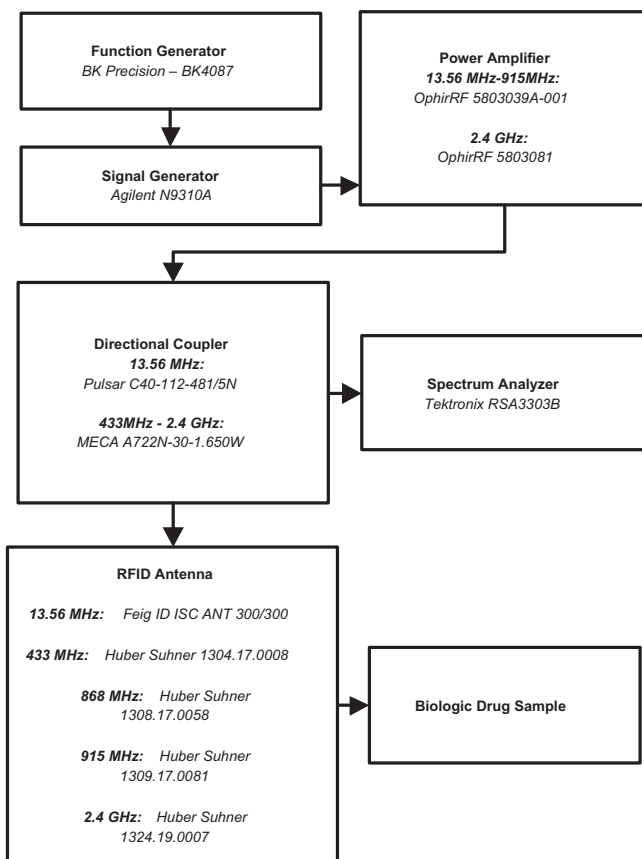 Function Generator
BK Precision – BK4087
Power Amplifier
13.56 MHz-915MHz:
OphirRF 5803039A-001
2.4 GHz:
OphirRF 5803081
Signal Generator
Agilent N9310A
Directional Coupler
13.56 MHz:
Pulsar C40-112-481/5N
433MHz - 2.4 GHz:
MECA A722N-30-1.650W
Spectrum Analyzer
Tektronix RSA3303B
RFID Antenna
13.56 MHz: Feig ID ISC ANT 300/300
433 MHz: Huber Suhner 1304.17.0008
868 MHz: Huber Suhner
1308.17.0058
915 MHz: Huber Suhner
1309.17.0081
2.4 GHz: Huber Suhner
1324.19.0007
Biologic Drug Sample